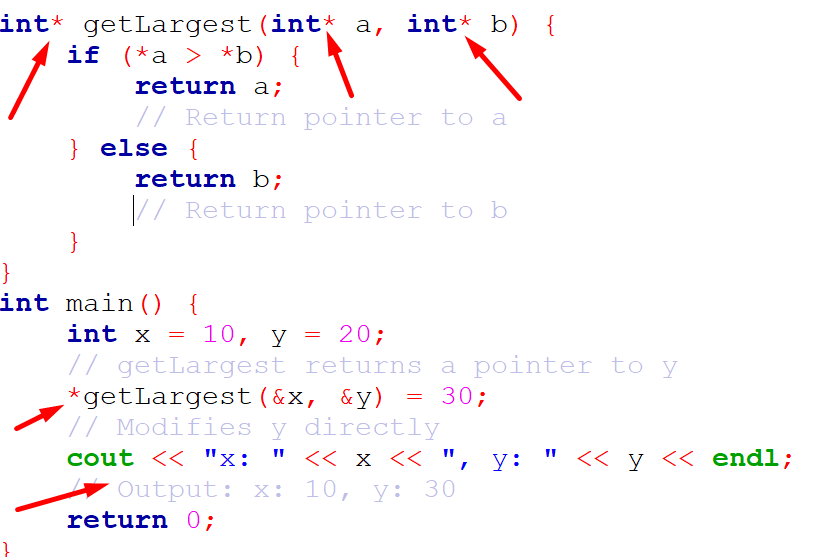 int* getLargest(int* a, int* b) {
    if (*a > *b) {
        return a;
        // Return pointer to a
    } else {
        return b;
        // Return pointer to b
    }
}
int main() {
    int x = 10, y = 20;
    // getLargest returns a pointer to y
    *getLargest(&x, &y) = 30;
    // Modifies y directly
    cout << "x: " << x << ", y: " << y << endl;
    // Output: x: 10, y: 30
    return 0;
}